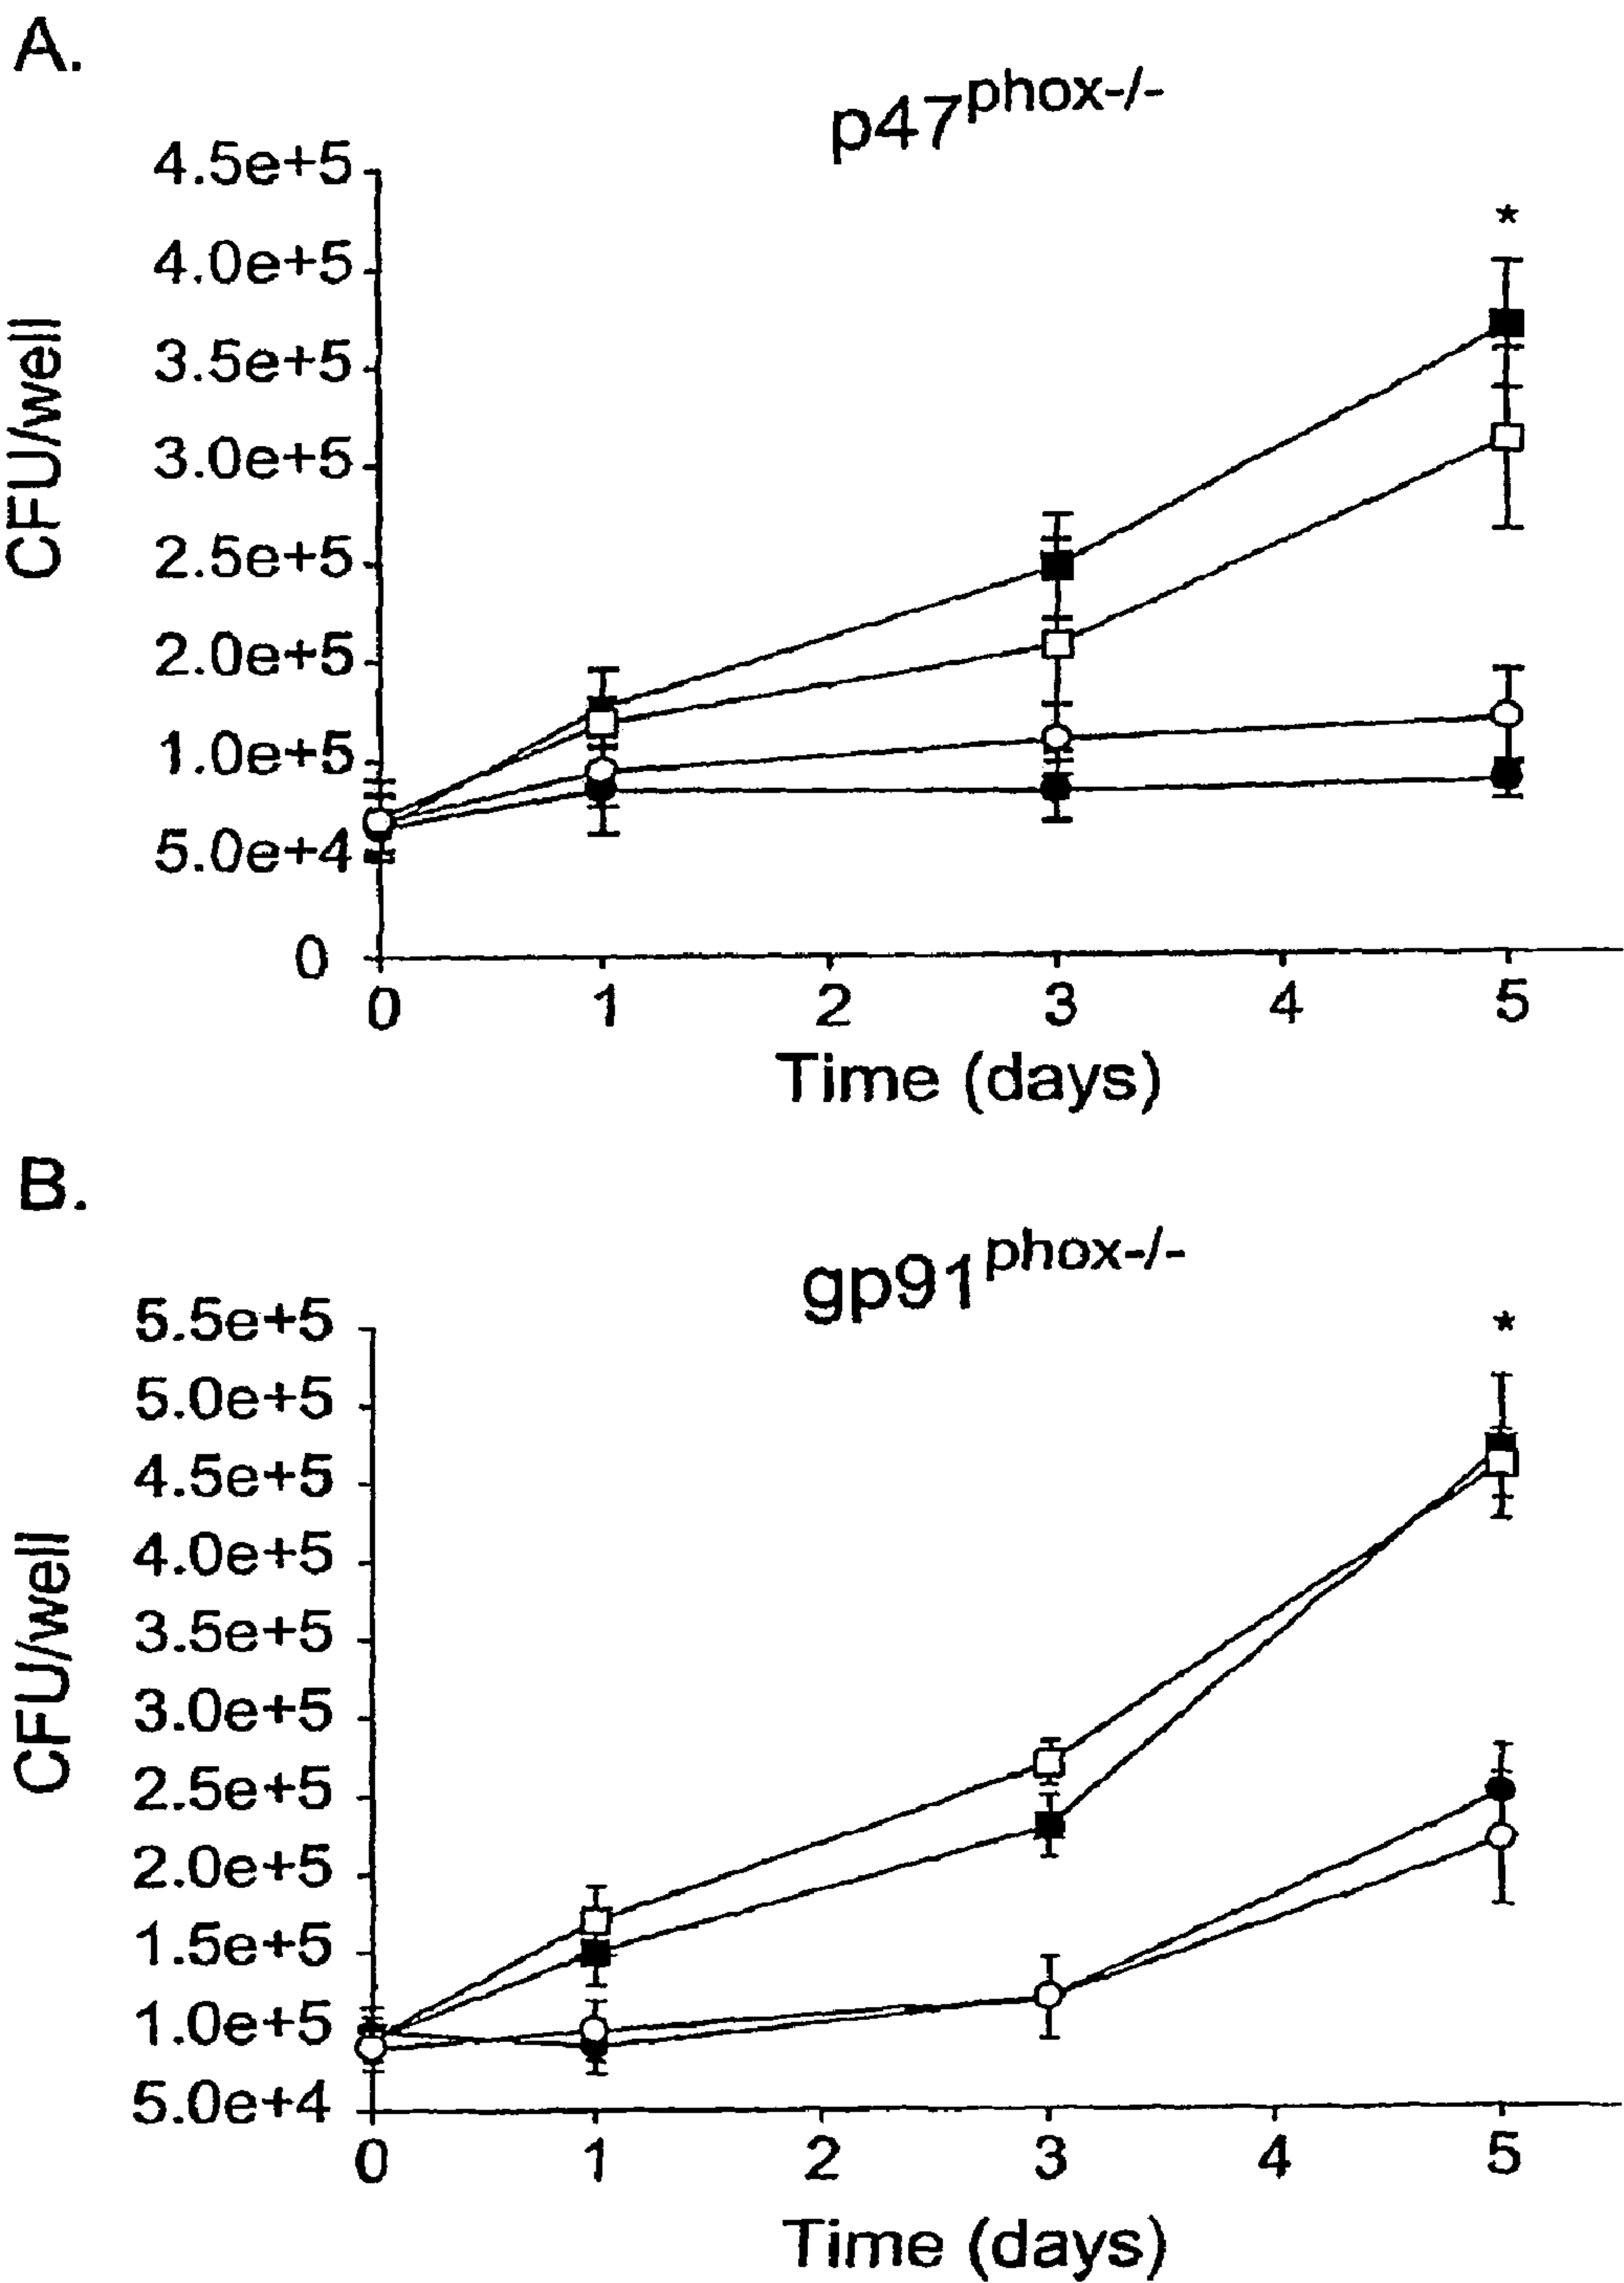 A.
p47phox-/-
4.5e+5
4.0e+5
3.5e+5
3.0e+5
2.5e+5
2.0e+5
1.0e+5
5.0e+4
0
CFU/well
*
0 1 2 3 4 5
Time (days)
B.
gp91phox-/-
5.5e+5
5.0e+5
4.5e+5
4.0e+5
3.5e+5
3.0e+5
2.5e+5
2.0e+5
1.5e+5
1.0e+5
5.0e+4
CFU/well
*
0 1 2 3 4 5
Time (days)